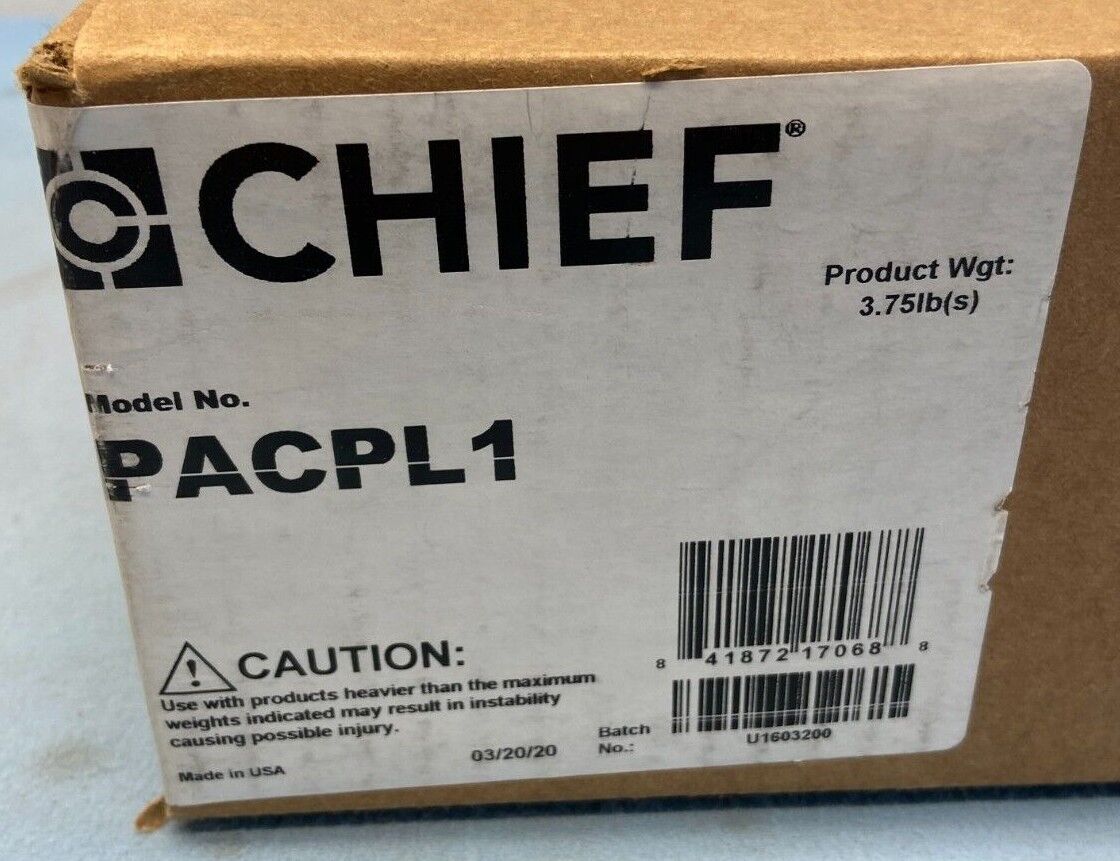 CHIEF®
Product Wgt:
3.75lb(s)
Model No.
PACPL1
8 41872 17068 8
CAUTION:
Use with products heavier than the maximum
weights indicated may result in instability
causing possible injury.
Made in USA
03/20/20
Batch
No.:
U1603200